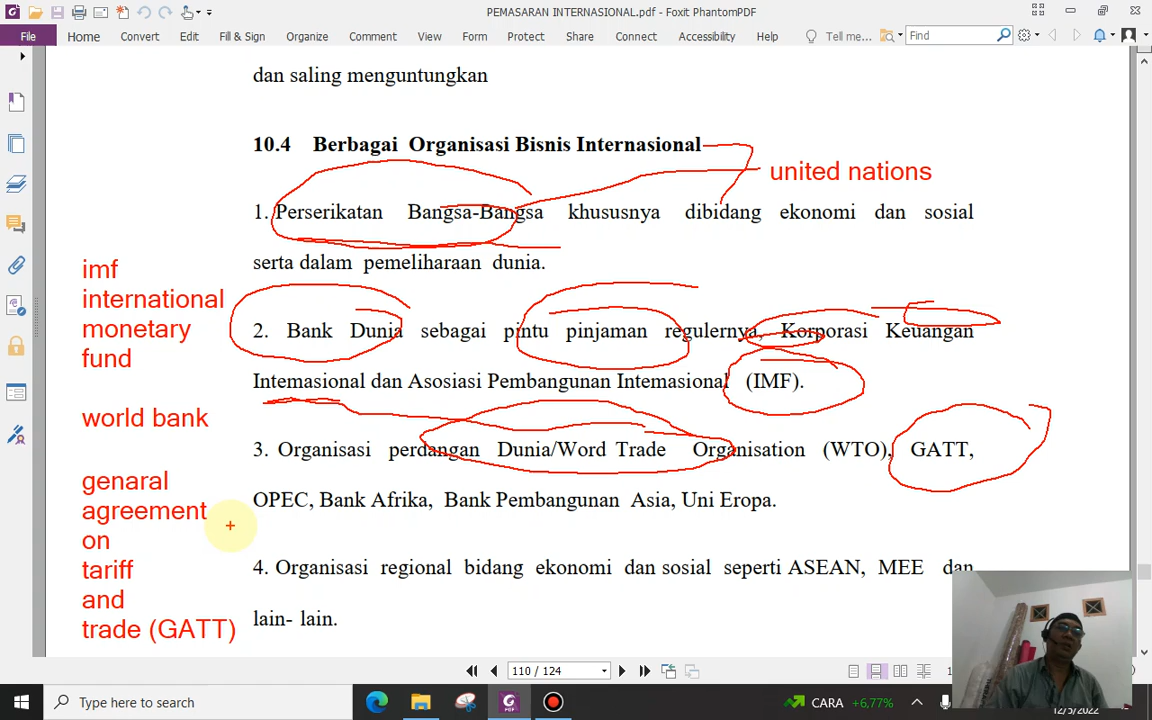 PEMASARAN INTERNASIONAL.pdf - Foxit PhantomPDF
File Home Convert Edit Fill & Sign Organize Comment View Form Protect Share Connect Accessibility Help Tell me... Find
dan saling menguntungkan
10.4 Berbagai Organisasi Bisnis Internasional
united nations
1. Perserikatan Bangsa-Bangsa khususnya dibidang ekonomi dan sosial
serta dalam pemeliharaan dunia.
imf
international
monetary
fund
2. Bank Dunia sebagai pintu pinjaman regulernya, Korporasi Keuangan
Intemasional dan Asosiasi Pembangunan Intemasional (IMF).
world bank
3. Organisasi perdangan Dunia/Word Trade Organisation (WTO), GATT,
OPEC, Bank Afrika, Bank Pembangunan Asia, Uni Eropa.
genaral
agreement
on
tariff
and
trade (GATT)
4. Organisasi regional bidang ekonomi dan sosial seperti ASEAN, MEE dan
lain- lain.
110 / 124
Type here to search
CARA +6,77%
12/5/2022